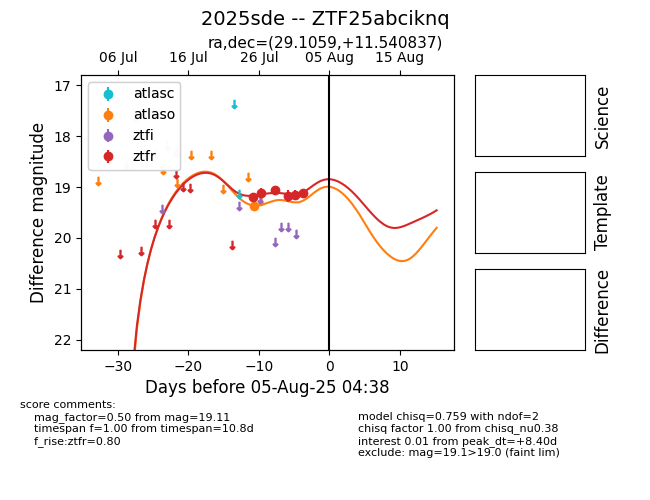 2025sde -- ZTF25abciknq
ra,dec=(29.1059,+11.540837)
06 Jul 16 Jul 26 Jul 05 Aug 15 Aug
17
18
19
20
21
22
Difference magnitude
atlasc
atlaso
ztfi
ztfr
−30 −20 −10 0 10
Days before 05-Aug-25 04:38
Science
Template
Difference
score comments:
mag_factor=0.50 from mag=19.11
timespan f=1.00 from timespan=10.8d
f_rise:ztfr=0.80
model chisq=0.759 with ndof=2
chisq factor 1.00 from chisq_nu0.38
interest 0.01 from peak_dt=+8.40d
exclude: mag=19.1>19.0 (faint lim)